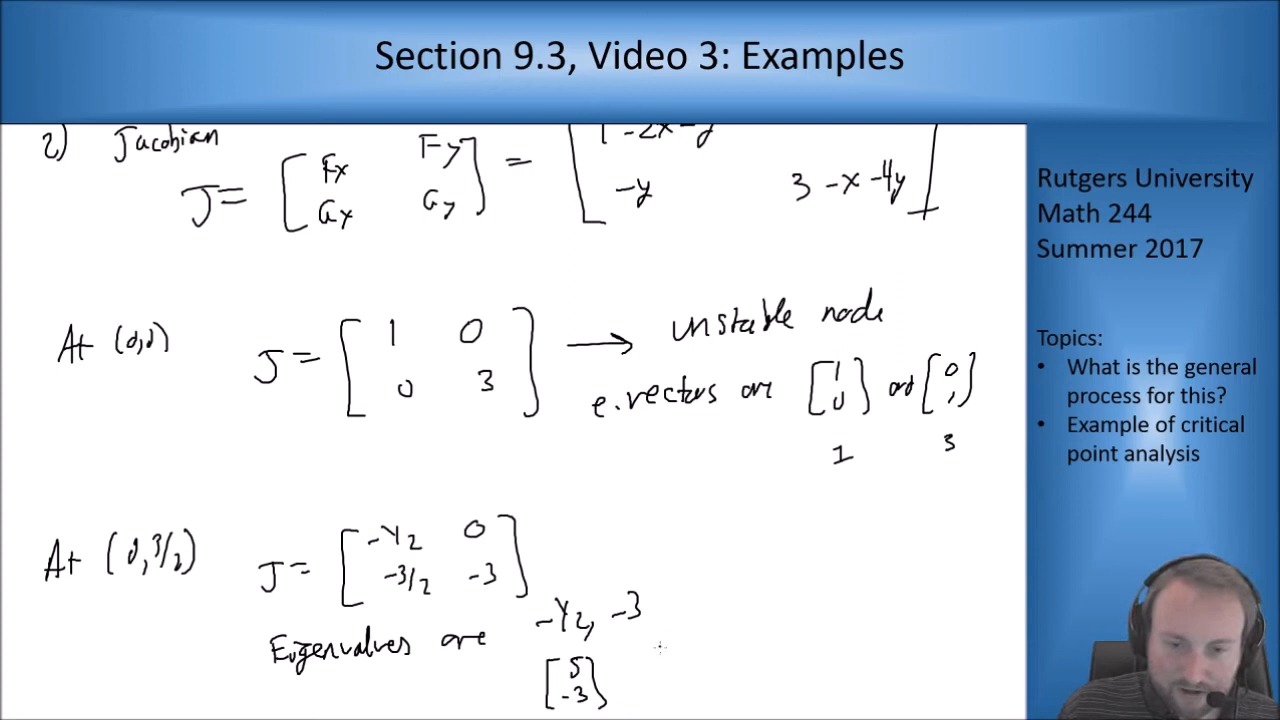 Section 9.3, Video 3: Examples
2) Jacobian
J = [ Fx Fy
Gx Gy ] = [ 1 -2x -y
-y 3 -x -4y ]
At (0,0) J = [ 1 0
0 3 ] → unstable node
e.vectors are [ 1
0 ] and [ 0
1 ]
1 3
At (0, 3/2) J = [ -1/2 0
-3/2 -3 ]
Eigenvalues are -1/2, -3
[ 5
-3 ]
Rutgers University
Math 244
Summer 2017
Topics:
• What is the general
process for this?
• Example of critical
point analysis